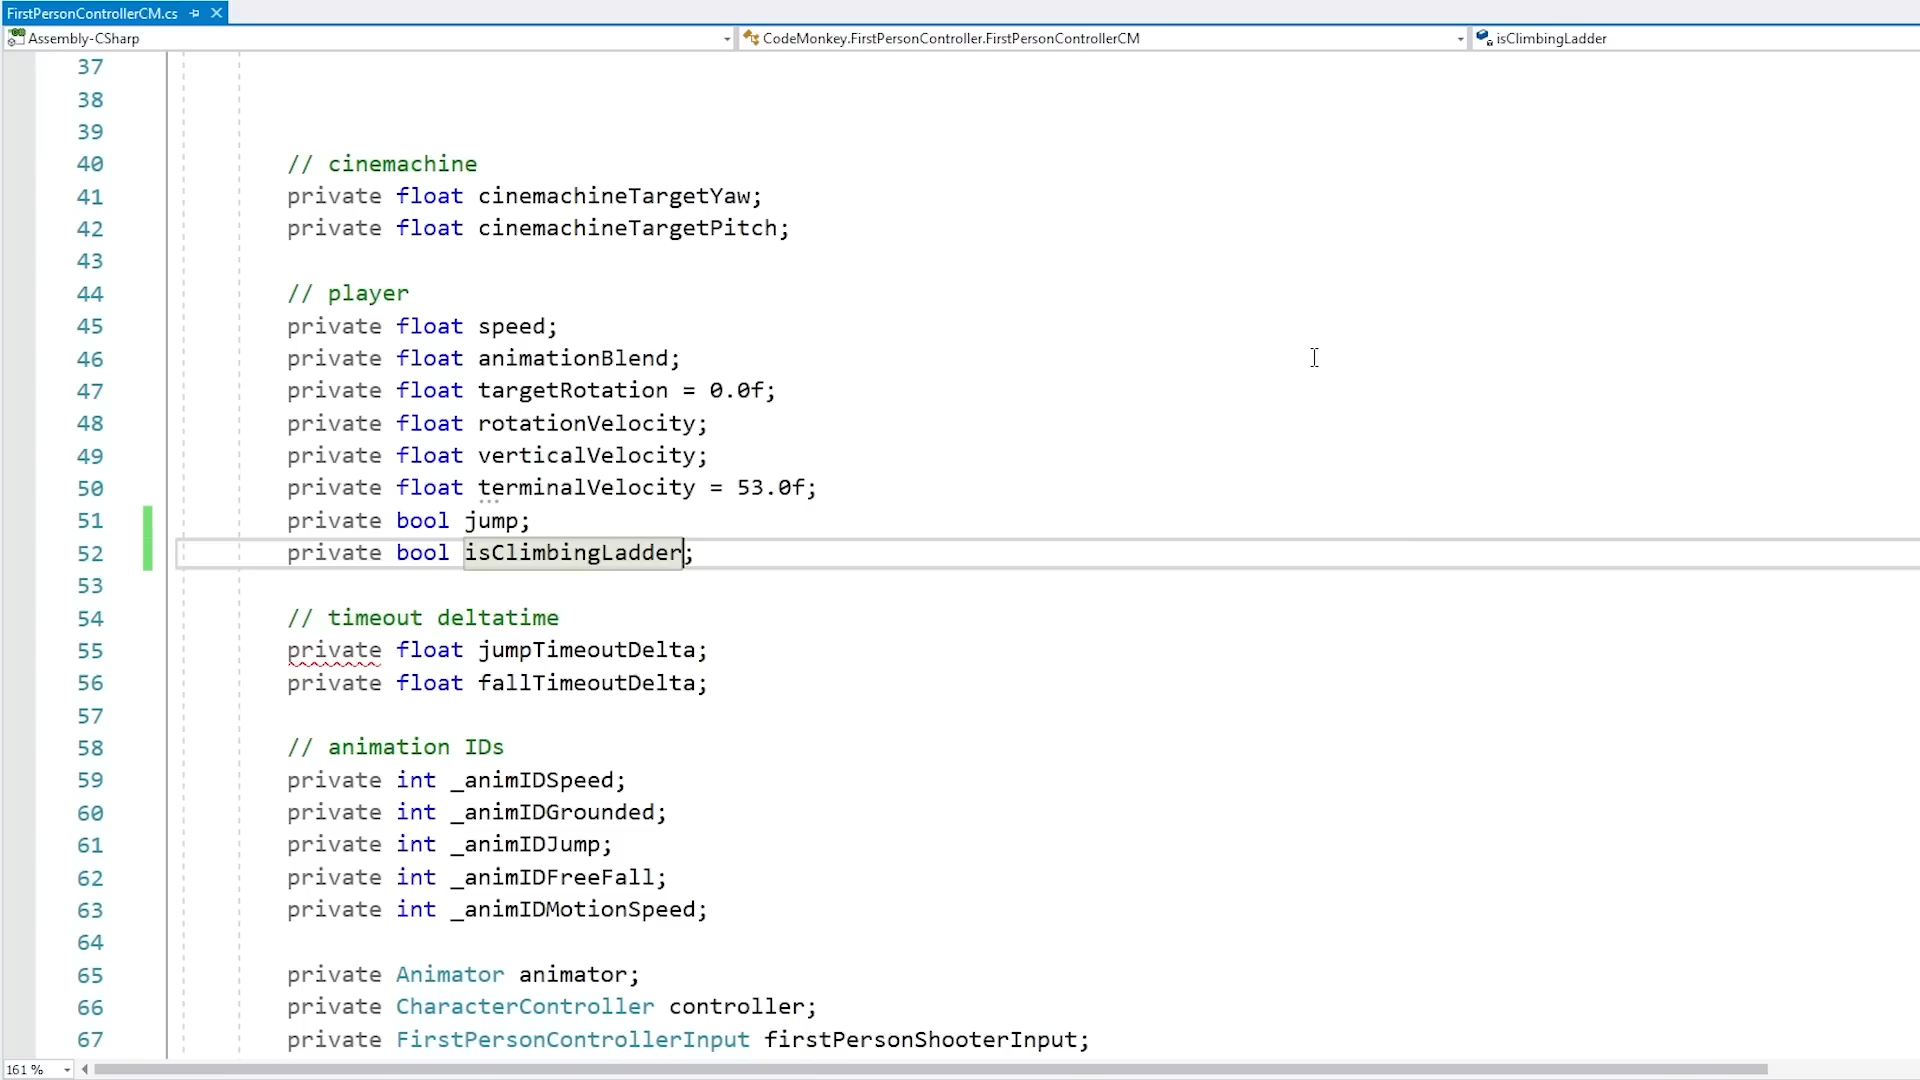 FirstPersonControllerCM.cs
Assembly-CSharp CodeMonkey.FirstPersonController.FirstPersonControllerCM isClimbingLadder
37
38
39
40 // cinemachine
41 private float cinemachineTargetYaw;
42 private float cinemachineTargetPitch;
43
44 // player
45 private float speed;
46 private float animationBlend;
47 private float targetRotation = 0.0f;
48 private float rotationVelocity;
49 private float verticalVelocity;
50 private float terminalVelocity = 53.0f;
51 private bool jump;
52 private bool isClimbingLadder;
53
54 // timeout deltatime
55 private float jumpTimeoutDelta;
56 private float fallTimeoutDelta;
57
58 // animation IDs
59 private int _animIDSpeed;
60 private int _animIDGrounded;
61 private int _animIDJump;
62 private int _animIDFreeFall;
63 private int _animIDMotionSpeed;
64
65 private Animator animator;
66 private CharacterController controller;
67 private FirstPersonControllerInput firstPersonShooterInput;
161 %